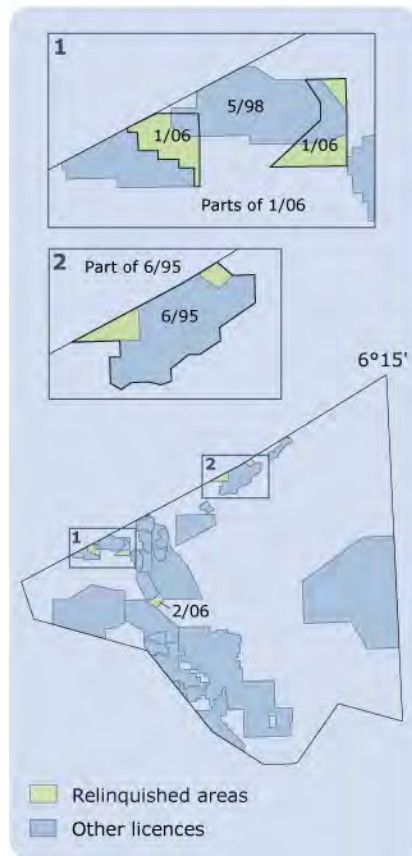 1
5/98
1/06
1/06
Parts of 1/06
2
Part of 6/95
6/95
6°15'
2
1
2/06
Relinquished areas
Other licences